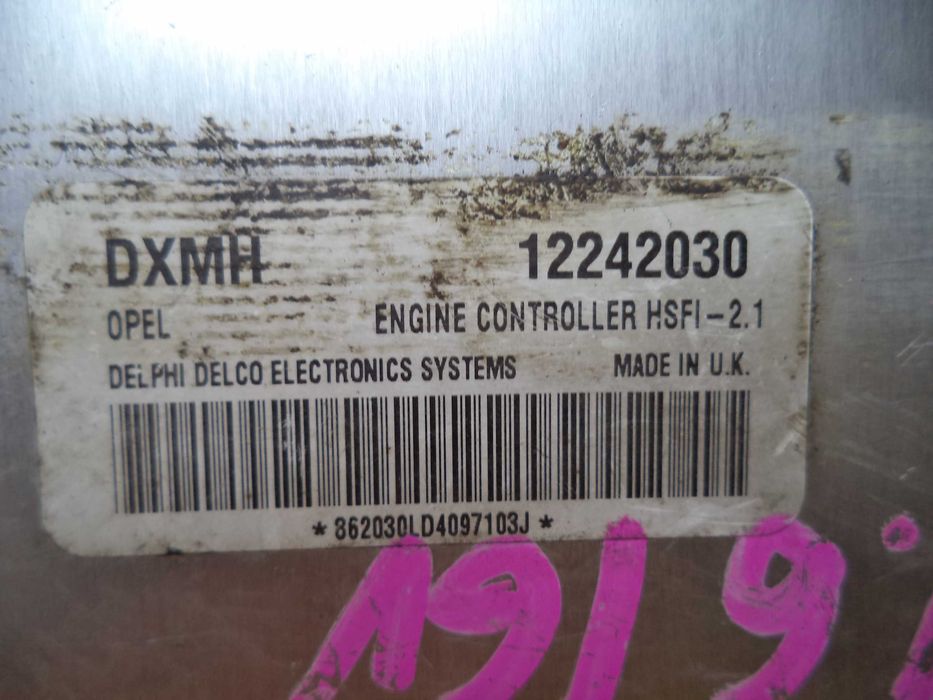 DXMH 12242030
OPEL ENGINE CONTROLLER HSFI-2.1
DELPHI DELCO ELECTRONICS SYSTEMS MADE IN U.K.
*862030LD4097103J*